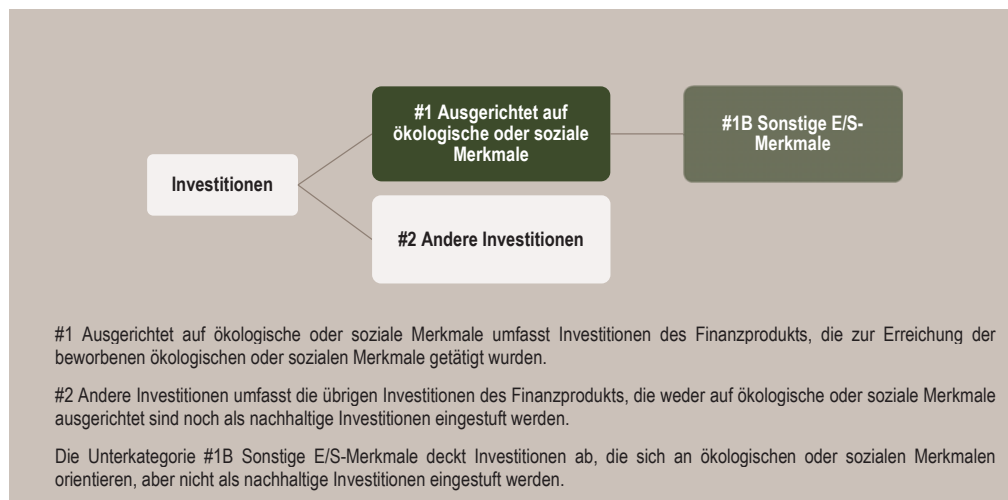 #1 Ausgerichtet auf
ökologische oder soziale
Merkmale
#1B Sonstige E/S-
Merkmale
Investitionen
#2 Andere Investitionen
#1 Ausgerichtet auf ökologische oder soziale Merkmale umfasst Investitionen des Finanzprodukts, die zur Erreichung der
beworbenen ökologischen oder sozialen Merkmale getätigt wurden.
#2 Andere Investitionen umfasst die übrigen Investitionen des Finanzprodukts, die weder auf ökologische oder soziale Merkmale
ausgerichtet sind noch als nachhaltige Investitionen eingestuft werden.
Die Unterkategorie #1B Sonstige E/S-Merkmale deckt Investitionen ab, die sich an ökologischen oder sozialen Merkmalen
orientieren, aber nicht als nachhaltige Investitionen eingestuft werden.